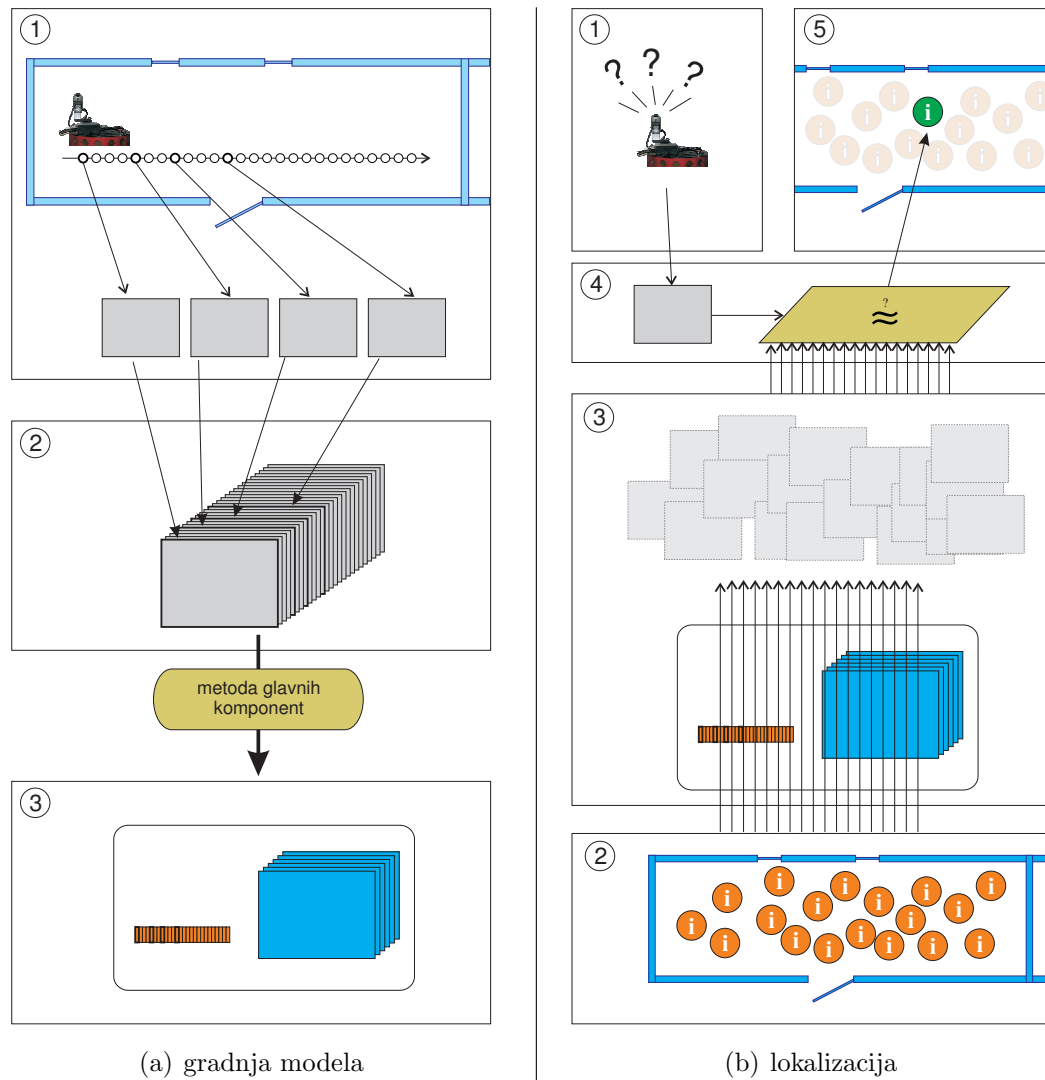 1
2
metoda glavnih
komponent
3
(a) gradnja modela
1
? ? ?
5
i i i i i i i i i i i i i i i
4
?
≈
3
2
i i i i i i i i i i i i i i i i i i
(b) lokalizacija